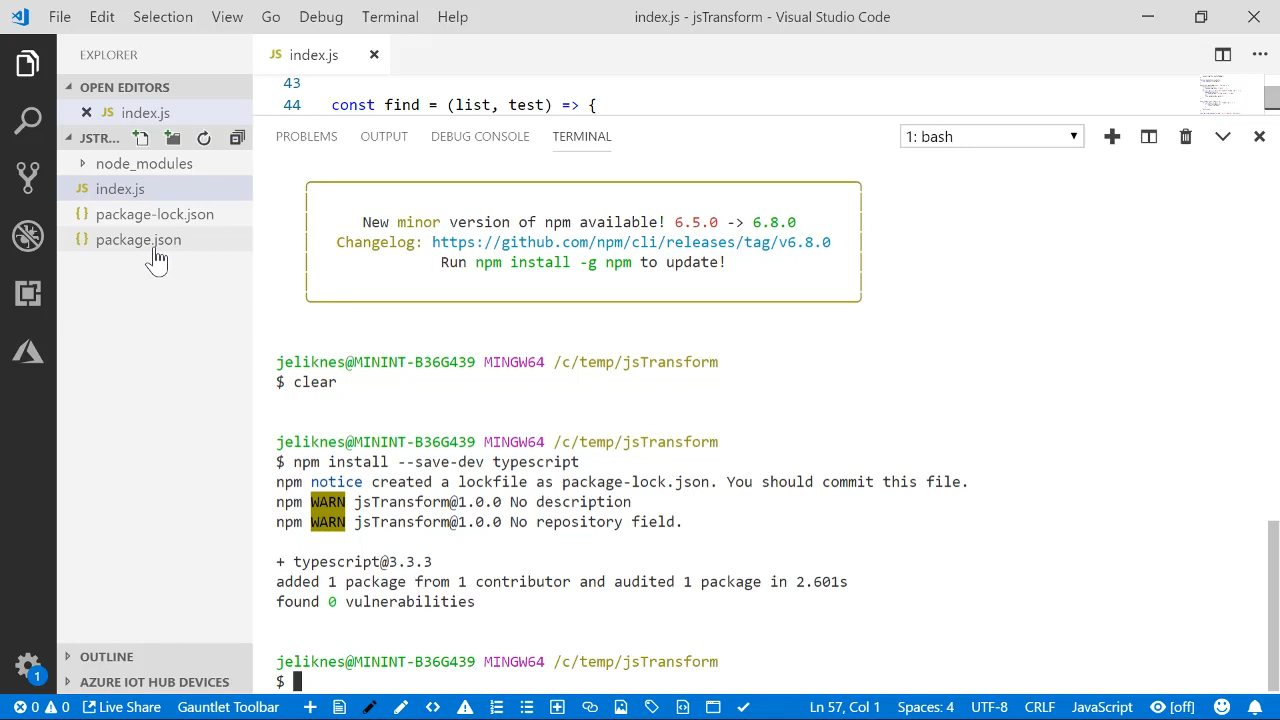 File Edit Selection View Go Debug Terminal Help index.js - jsTransform - Visual Studio Code
EXPLORER
JS index.js
OPEN EDITORS
JS index.js
JSTR...
node_modules
JS index.js
{} package-lock.json
{} package.json
OUTLINE
AZURE IOT HUB DEVICES
43
44 const find = (list, test) => {
PROBLEMS OUTPUT DEBUG CONSOLE TERMINAL 1: bash
New minor version of npm available! 6.5.0 -> 6.8.0
Changelog: https://github.com/npm/cli/releases/tag/v6.8.0
Run npm install -g npm to update!
jeliknes@MININT-B36G439 MINGW64 /c/temp/jsTransform
$ clear
jeliknes@MININT-B36G439 MINGW64 /c/temp/jsTransform
$ npm install --save-dev typescript
npm notice created a lockfile as package-lock.json. You should commit this file.
npm WARN jsTransform@1.0.0 No description
npm WARN jsTransform@1.0.0 No repository field.
+ typescript@3.3.3
added 1 package from 1 contributor and audited 1 package in 2.601s
found 0 vulnerabilities
jeliknes@MININT-B36G439 MINGW64 /c/temp/jsTransform
$
1
0 0 Live Share Gauntlet Toolbar Ln 57, Col 1 Spaces: 4 UTF-8 CRLF JavaScript [off]